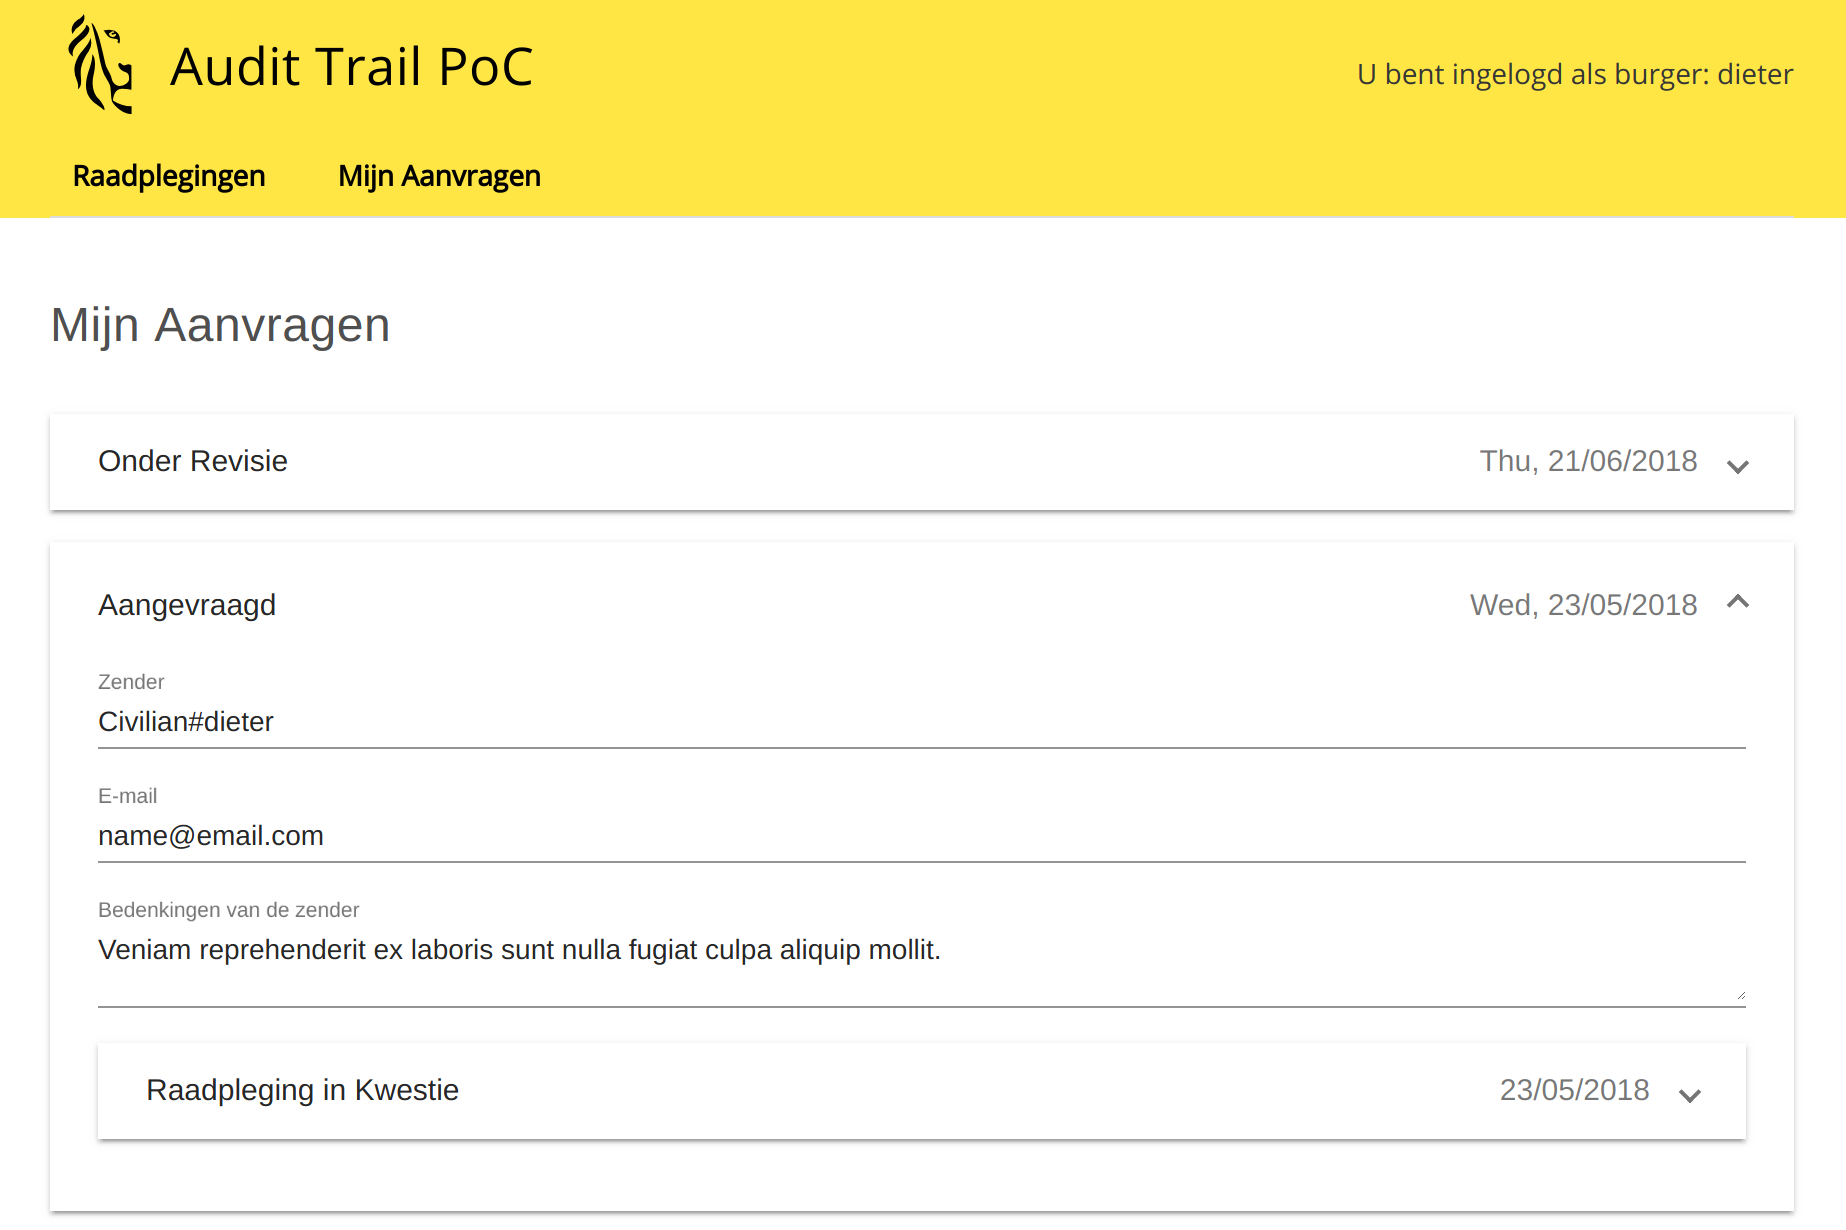 Audit Trail PoC
U bent ingelogd als burger: dieter
Raadplegingen Mijn Aanvragen
Mijn Aanvragen
Onder Revisie Thu, 21/06/2018
Aangevraagd Wed, 23/05/2018
Zender
Civilian#dieter
E-mail
name@email.com
Bedenkingen van de zender
Veniam reprehenderit ex laboris sunt nulla fugiat culpa aliquip mollit.
Raadpleging in Kwestie 23/05/2018